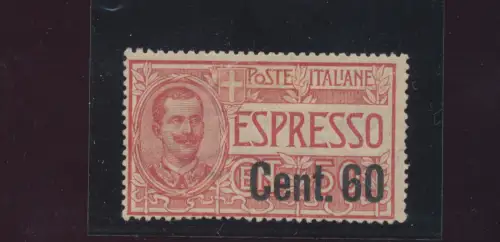 POSTE ITALIANE
ESPRESSO
Cent. 60